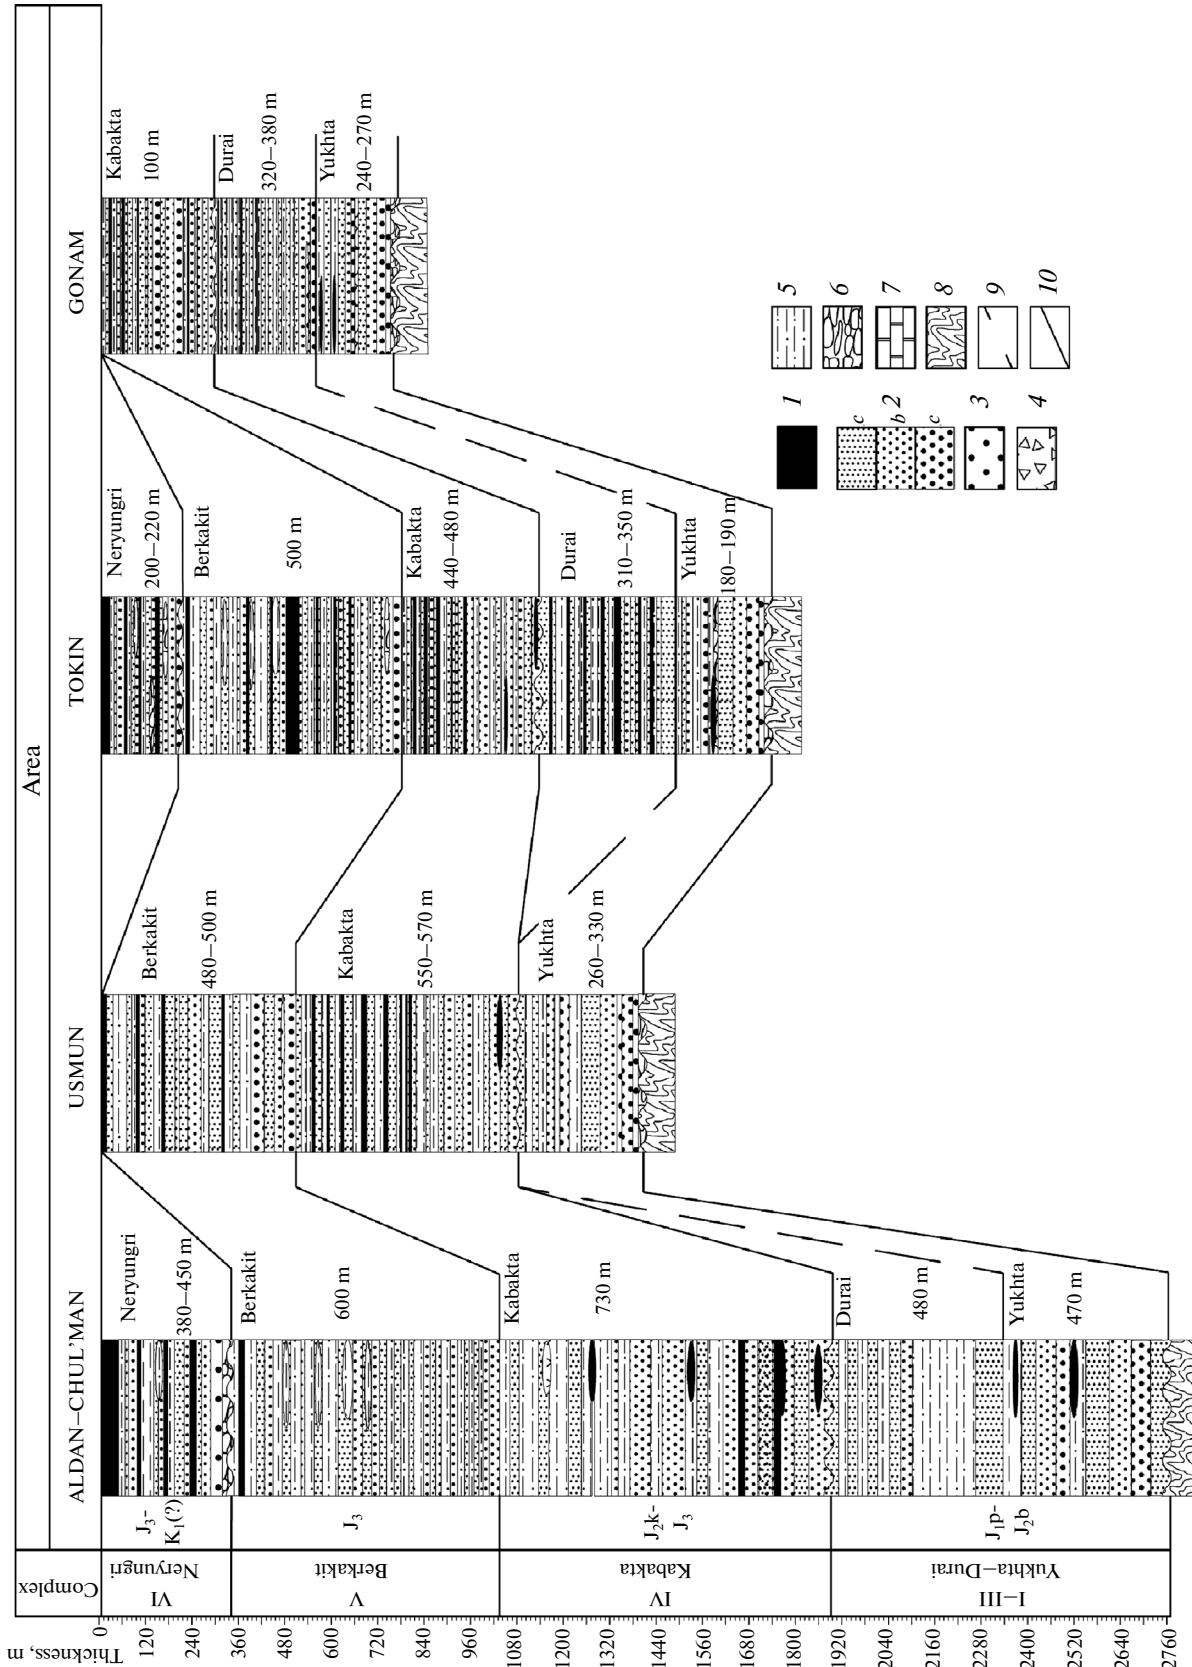 Area
Complex
Thickness, m
ALDAN–CHUL'MAN
USMUN
TOKIN
GONAM
0
120
240
360
480
600
720
840
960
1080
1200
1320
1440
1560
1680
1800
1920
2040
2160
2280
2400
2520
2640
2760
VI
Neryungri
V
Berkakit
IV
Kabakta
I–III
Yukhta–Durai
J3-
K1(?)
J3
J2k-
J3
J1p-
J2b
Neryungri
380–450 m
Berkakit
600 m
Kabakta
730 m
Durai
480 m
Yukhta
470 m
Berkakit
480–500 m
Kabakta
550–570 m
Yukhta
260–330 m
Neryungri
200–220 m
Berkakit
500 m
Kabakta
440–480 m
Durai
310–350 m
Yukhta
180–190 m
Kabakta
100 m
Durai
320–380 m
Yukhta
240–270 m
1
c
b
2
c
3
4
5
6
7
8
9
10